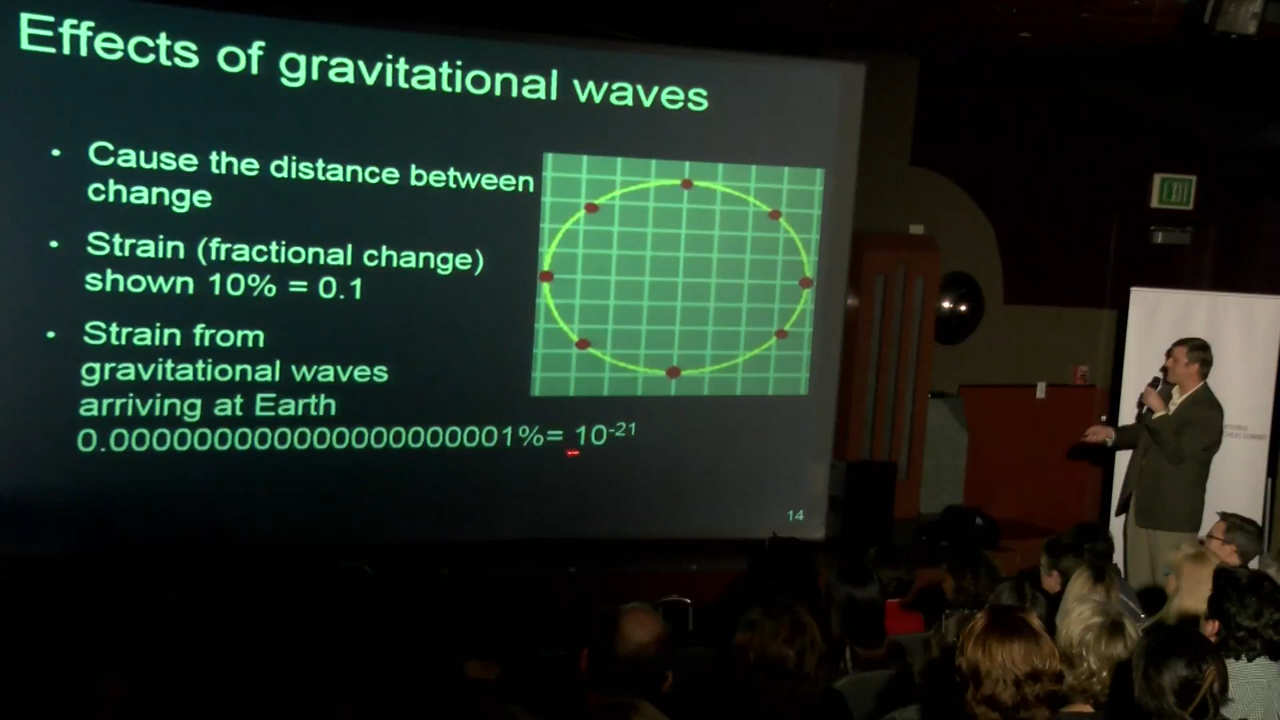 Effects of gravitational waves
• Cause the distance between
change
• Strain (fractional change)
shown 10% = 0.1
• Strain from
gravitational waves
arriving at Earth
0.000000000000000000001%= 10⁻²¹
14
EXIT